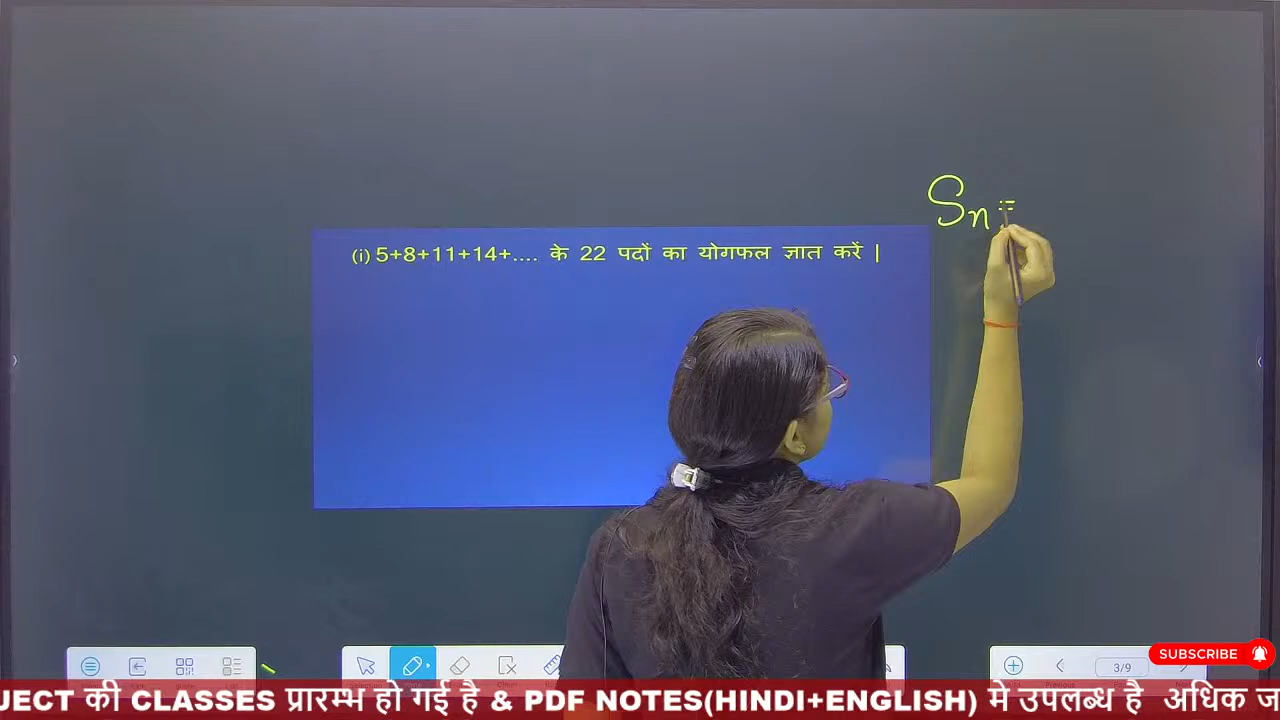 Sn =
(i) 5+8+11+14+.... के 22 पदों का योगफल ज्ञात करें |
3/9
SUBSCRIBE
JECT की CLASSES प्रारम्भ हो गई है & PDF NOTES(HINDI+ENGLISH) मे उपलब्ध है अधिक ज